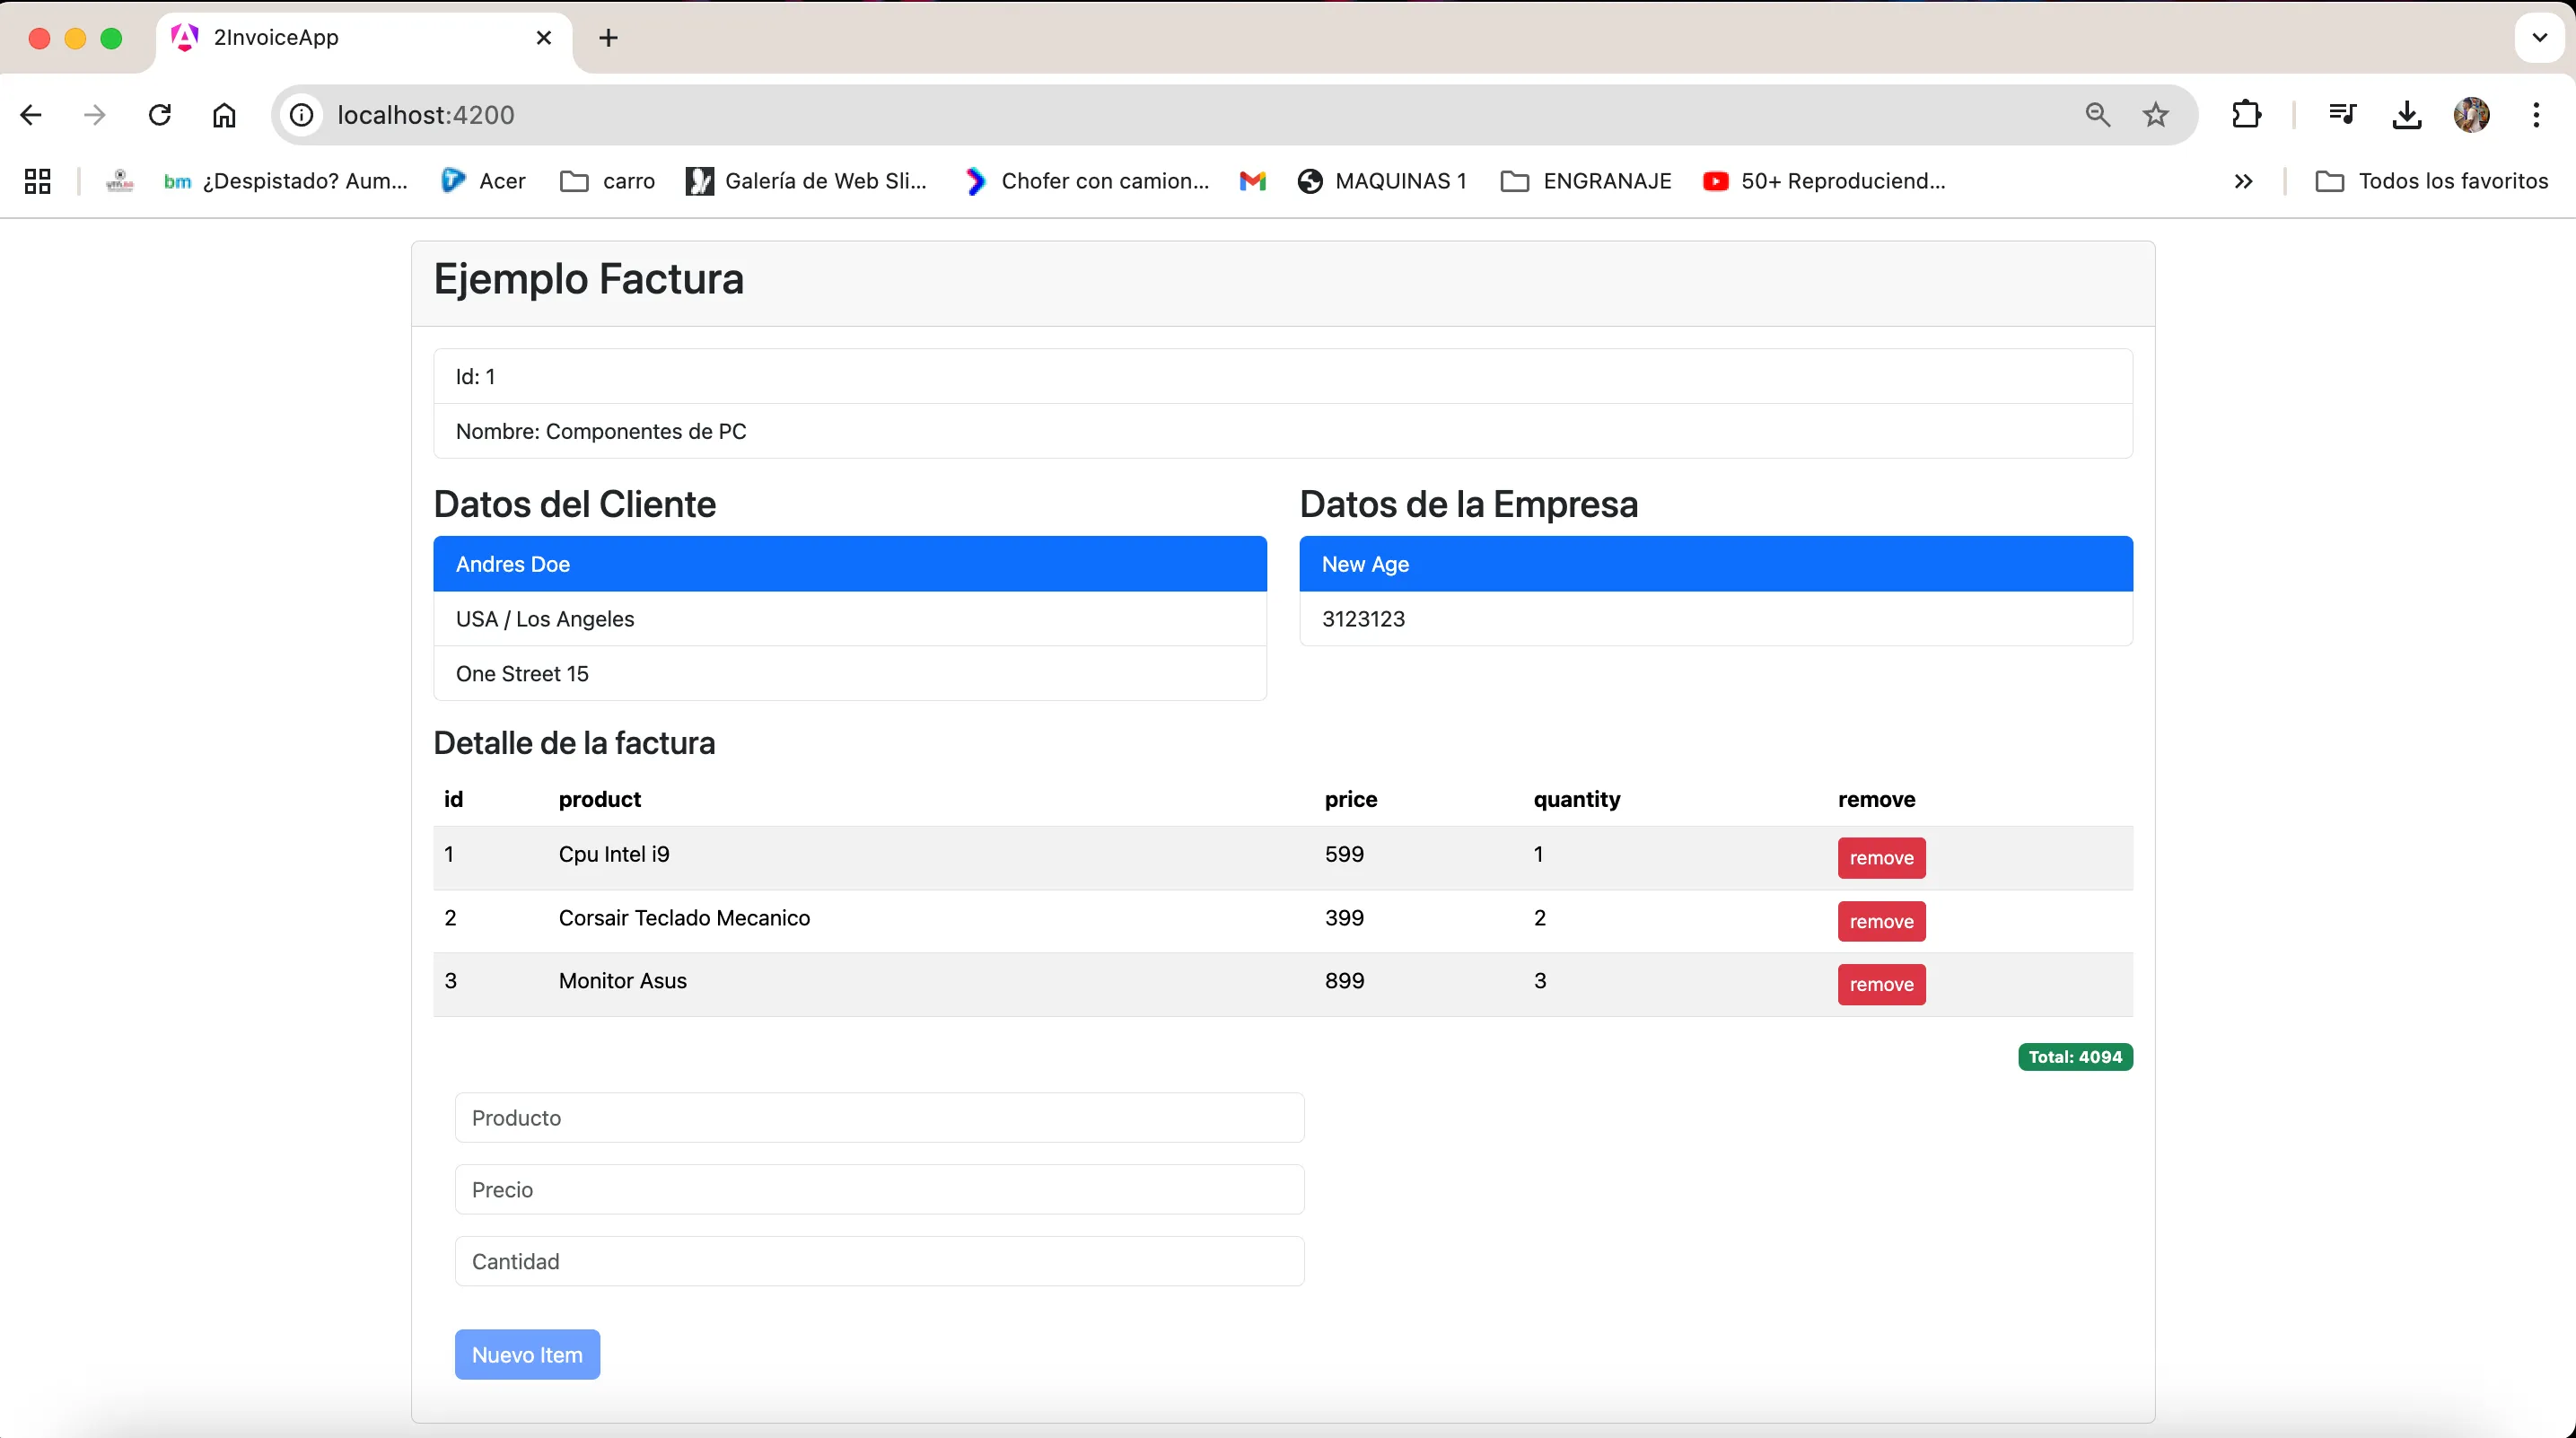 2InvoiceApp
localhost:4200
bm ¿Despistado? Aum... Acer carro Galería de Web Sli... Chofer con camion... MAQUINAS 1 ENGRANAJE 50+ Reproduciend... Todos los favoritos
Ejemplo Factura
Id: 1
Nombre: Componentes de PC
Datos del Cliente
Andres Doe
USA / Los Angeles
One Street 15
Datos de la Empresa
New Age
3123123
Detalle de la factura
id product price quantity remove
1 Cpu Intel i9 599 1 remove
2 Corsair Teclado Mecanico 399 2 remove
3 Monitor Asus 899 3 remove
Total: 4094
Producto
Precio
Cantidad
Nuevo Item